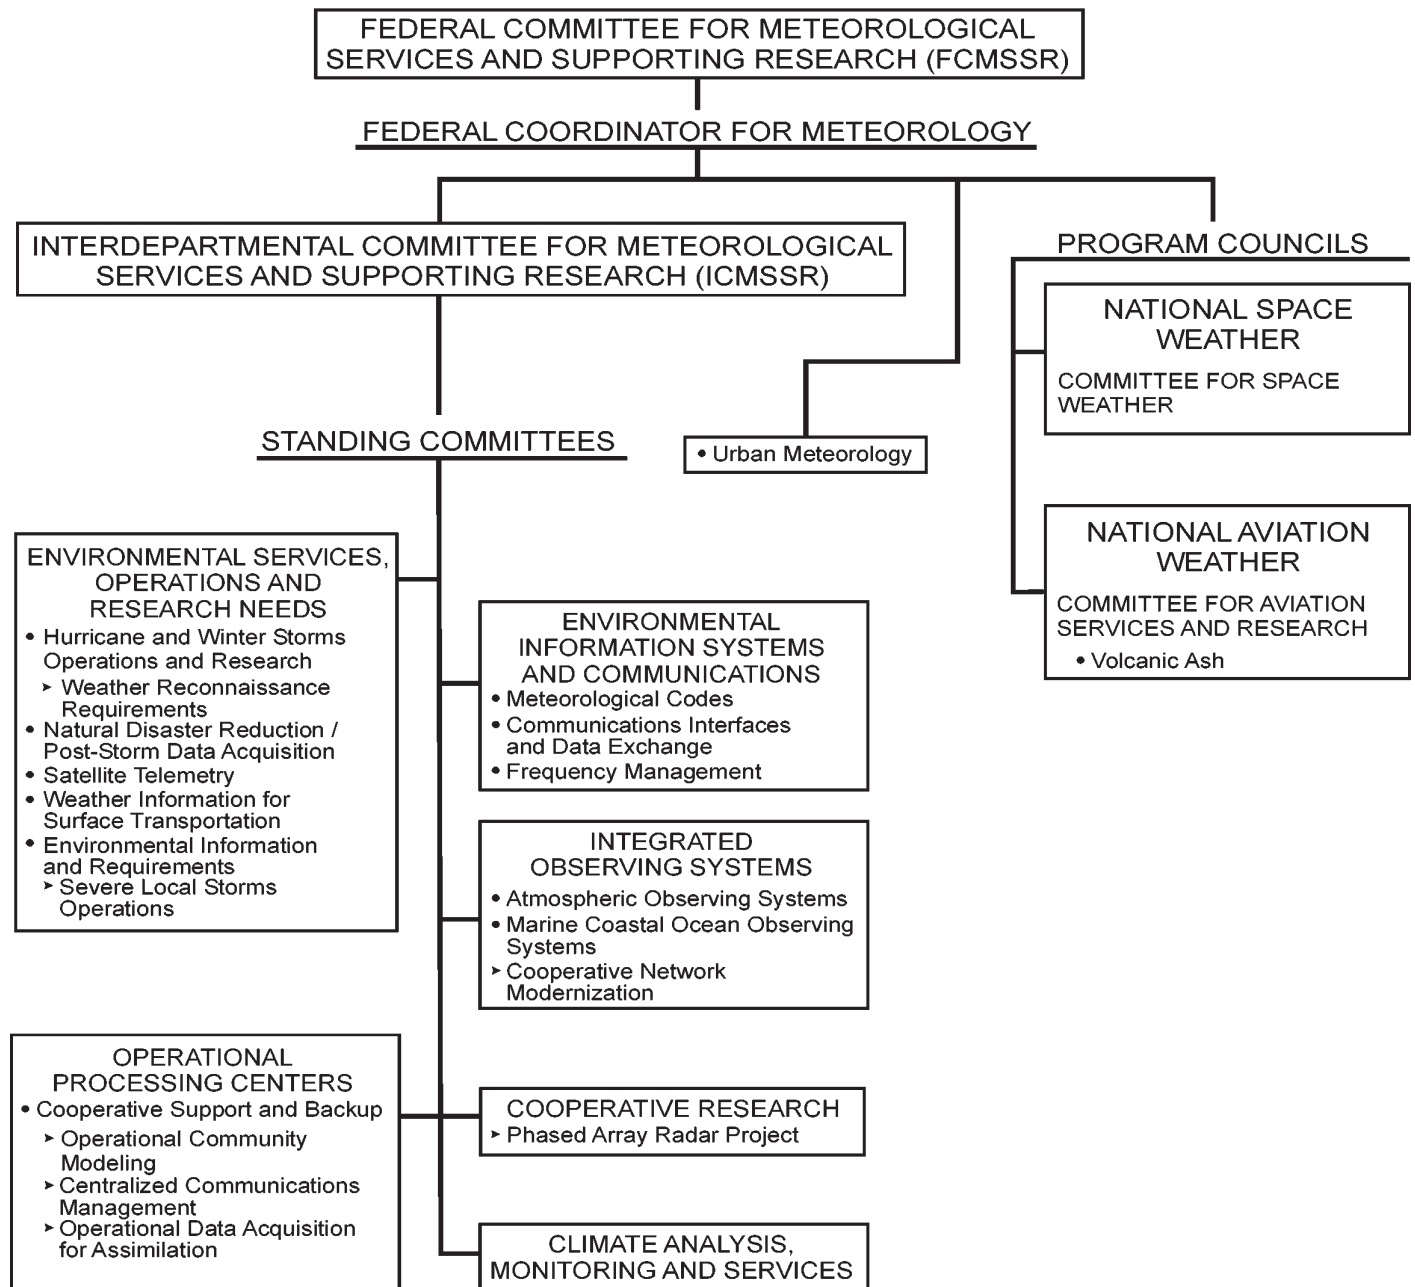 FEDERAL COMMITTEE FOR METEOROLOGICAL
SERVICES AND SUPPORTING RESEARCH (FCMSSR)
FEDERAL COORDINATOR FOR METEOROLOGY
INTERDEPARTMENTAL COMMITTEE FOR METEOROLOGICAL
SERVICES AND SUPPORTING RESEARCH (ICMSSR)
PROGRAM COUNCILS
NATIONAL SPACE
WEATHER
COMMITTEE FOR SPACE
WEATHER
NATIONAL AVIATION
WEATHER
COMMITTEE FOR AVIATION
SERVICES AND RESEARCH
• Volcanic Ash
• Urban Meteorology
STANDING COMMITTEES
ENVIRONMENTAL SERVICES,
OPERATIONS AND
RESEARCH NEEDS
• Hurricane and Winter Storms
Operations and Research
➤ Weather Reconnaissance
Requirements
• Natural Disaster Reduction /
Post-Storm Data Acquisition
• Satellite Telemetry
• Weather Information for
Surface Transportation
• Environmental Information
and Requirements
➤ Severe Local Storms
Operations
ENVIRONMENTAL
INFORMATION SYSTEMS
AND COMMUNICATIONS
• Meteorological Codes
• Communications Interfaces
and Data Exchange
• Frequency Management
INTEGRATED
OBSERVING SYSTEMS
• Atmospheric Observing Systems
• Marine Coastal Ocean Observing
Systems
➤ Cooperative Network
Modernization
OPERATIONAL
PROCESSING CENTERS
• Cooperative Support and Backup
➤ Operational Community
Modeling
➤ Centralized Communications
Management
➤ Operational Data Acquisition
for Assimilation
COOPERATIVE RESEARCH
➤ Phased Array Radar Project
CLIMATE ANALYSIS,
MONITORING AND SERVICES